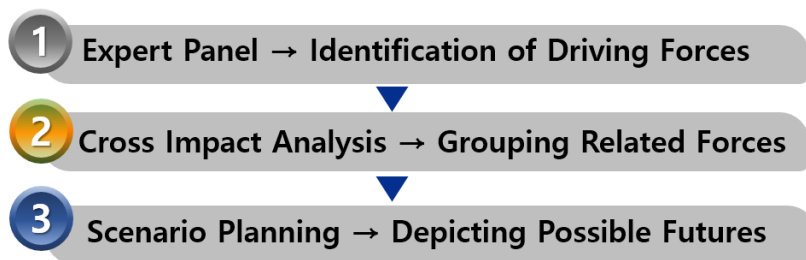 1 Expert Panel → Identification of Driving Forces
2 Cross Impact Analysis → Grouping Related Forces
3 Scenario Planning → Depicting Possible Futures